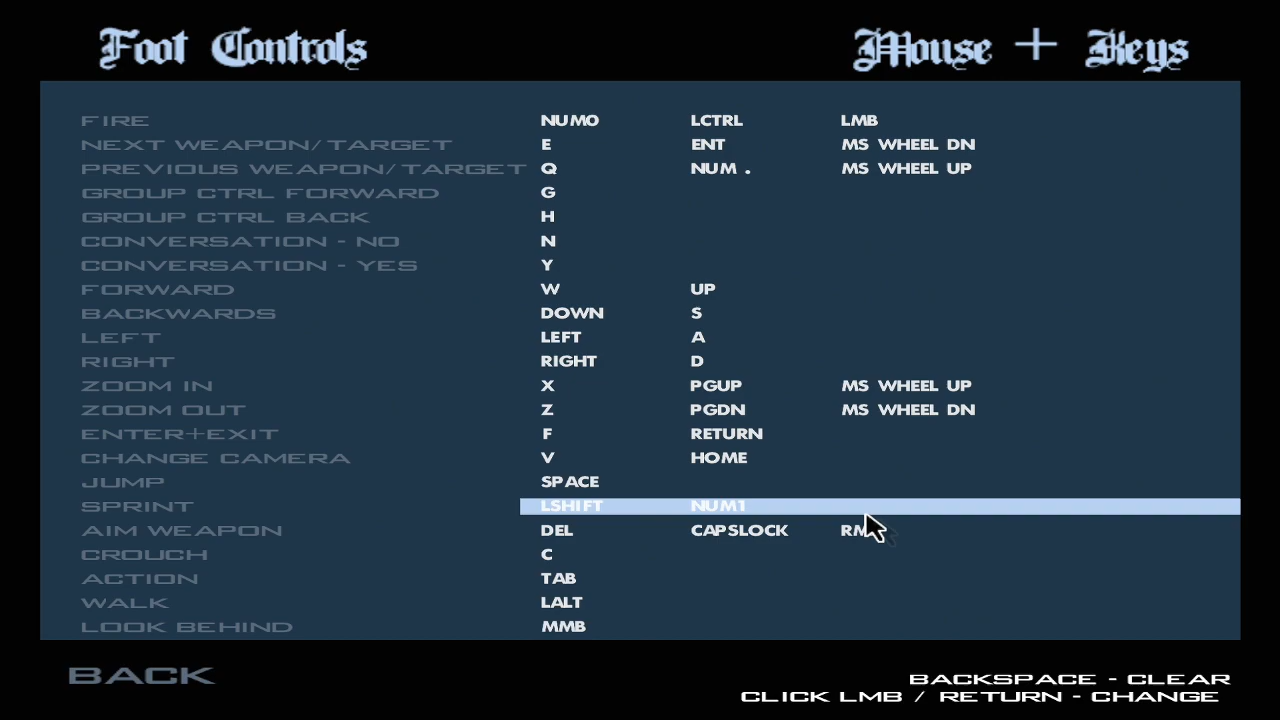 Foot Controls Mouse + Keys
FIRE NUM0 LCTRL LMB
NEXT WEAPON/TARGET E ENT MS WHEEL DN
PREVIOUS WEAPON/TARGET Q NUM . MS WHEEL UP
GROUP CTRL FORWARD G
GROUP CTRL BACK H
CONVERSATION - NO N
CONVERSATION - YES Y
FORWARD W UP
BACKWARDS DOWN S
LEFT LEFT A
RIGHT RIGHT D
ZOOM IN X PGUP MS WHEEL UP
ZOOM OUT Z PGDN MS WHEEL DN
ENTER+EXIT F RETURN
CHANGE CAMERA V HOME
JUMP SPACE
SPRINT LSHIFT NUM1
AIM WEAPON DEL CAPSLOCK
CROUCH C
ACTION TAB
WALK LALT
LOOK BEHIND MMB
BACK
BACKSPACE - CLEAR
CLICK LMB / RETURN - CHANGE